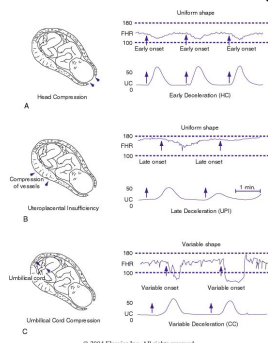 Uniform shape
180
FHR
100
Early onset Early onset Early onset
50
UC
0
Head Compression
Early Deceleration (HC)
A
Uniform shape
180
FHR
100
Compression
of vessels
Late onset Late onset
50
1 min.
UC
0
Uteroplacental Insufficiency
Late Deceleration (UPI)
B
Variable shape
180
FHR
100
Umbilical cord
Variable onset Variable onset
50
UC
0
Umbilical Cord Compression
Variable Deceleration (CC)
C